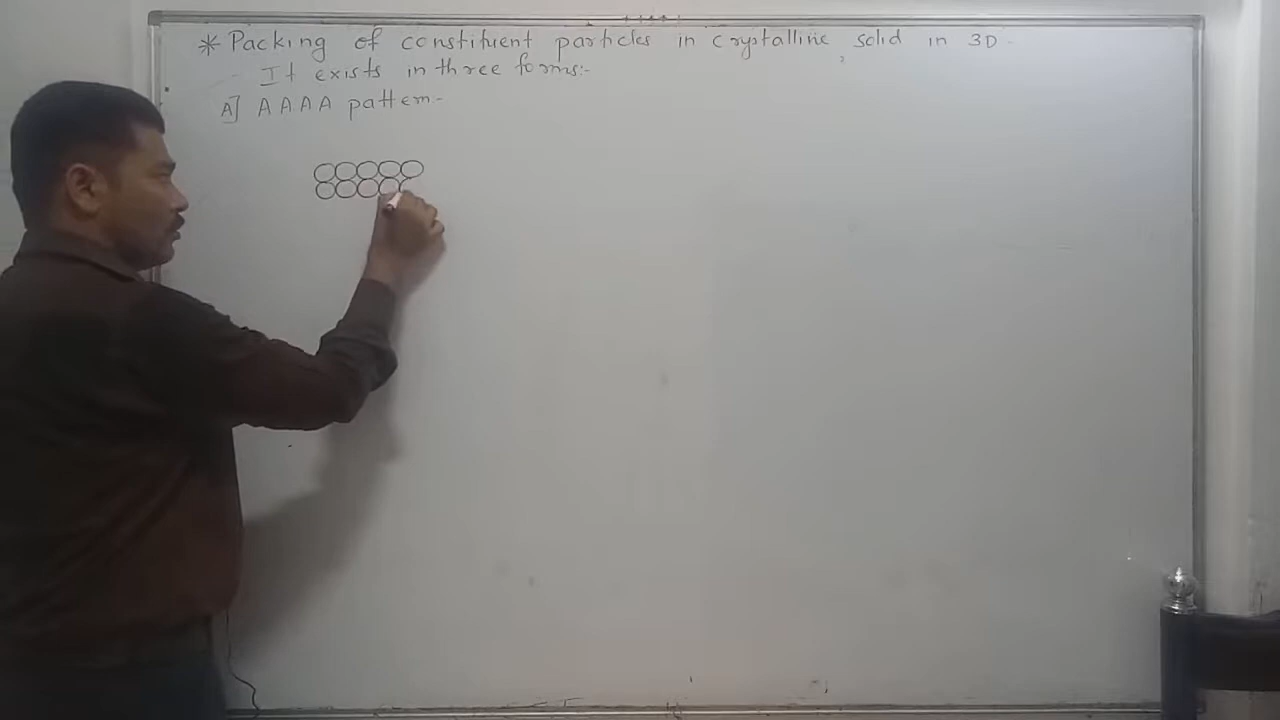 * Packing of constituent particles in crystalline solid in 3D.
It exists in three forms:-
A] AAAA pattern-